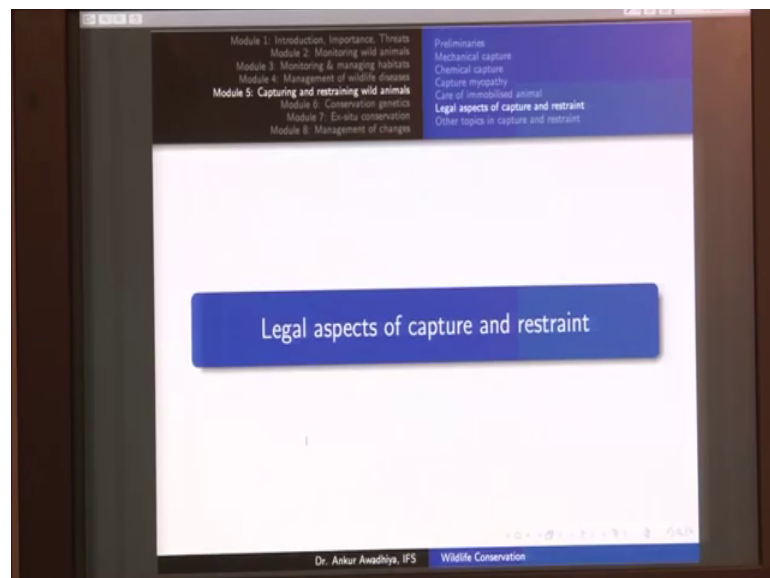 Module 1: Introduction, Importance, Threats
Module 2: Monitoring wild animals
Module 3: Monitoring & managing habitats
Module 4: Management of wildlife diseases
Module 5: Capturing and restraining wild animals
Module 6: Conservation genetics
Module 7: Ex-situ conservation
Module 8: Management of changes
Preliminaries
Mechanical capture
Chemical capture
Capture myopathy
Care of immobilised animal
Legal aspects of capture and restraint
Other topics in capture and restraint
Legal aspects of capture and restraint
Dr. Ankur Awadhiya, IFS
Wildlife Conservation